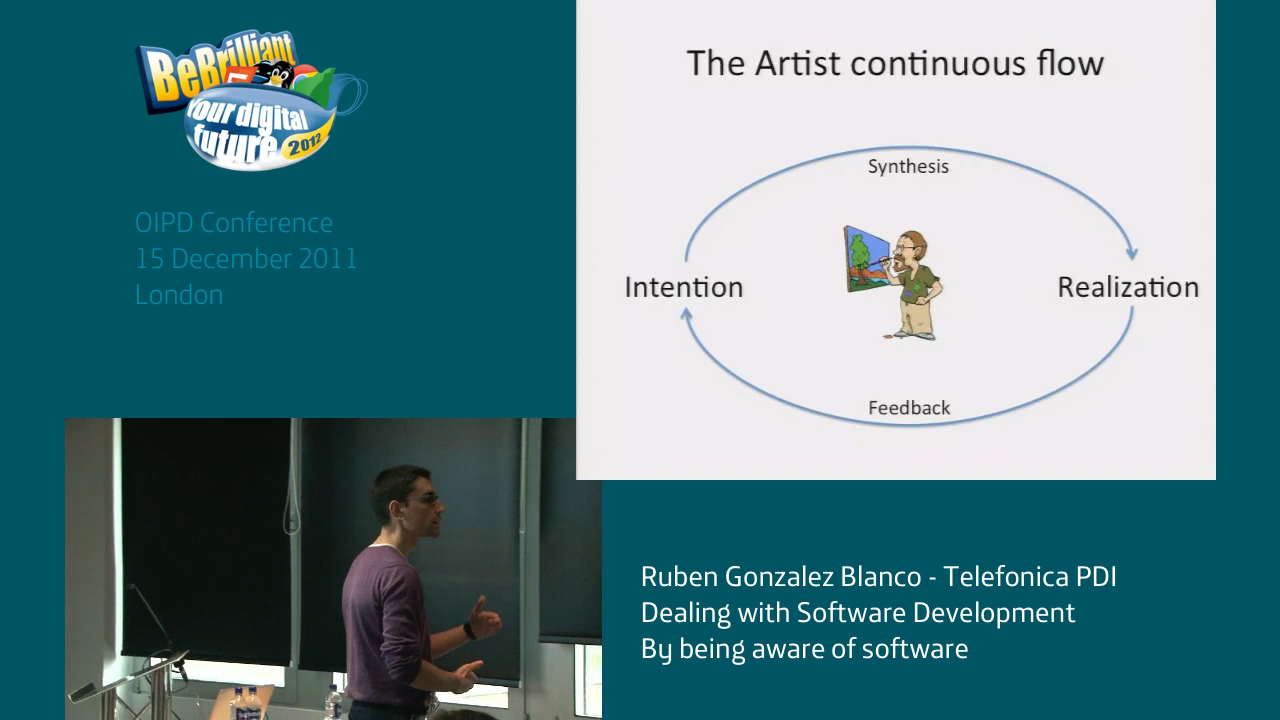 BeBrilliant
Your digital
future 2012
OIPD Conference
15 December 2011
London
The Artist continuous flow
Synthesis
Intention
Realization
Feedback
Ruben Gonzalez Blanco - Telefonica PDI
Dealing with Software Development
By being aware of software